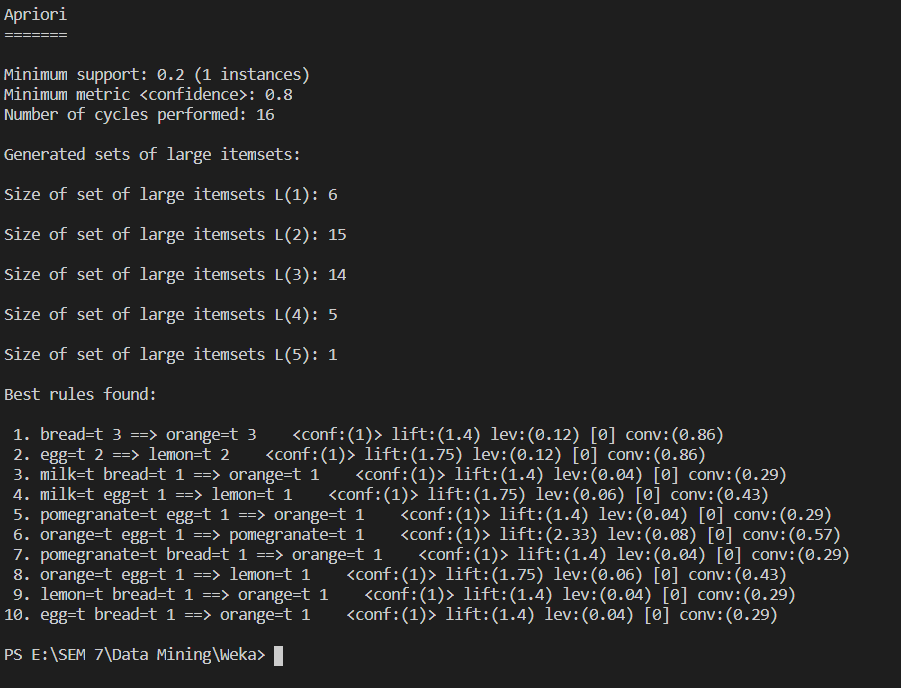 Apriori
=======
Minimum support: 0.2 (1 instances)
Minimum metric <confidence>: 0.8
Number of cycles performed: 16
Generated sets of large itemsets:
Size of set of large itemsets L(1): 6
Size of set of large itemsets L(2): 15
Size of set of large itemsets L(3): 14
Size of set of large itemsets L(4): 5
Size of set of large itemsets L(5): 1
Best rules found:
1. bread=t 3 ==> orange=t 3    <conf:(1)> lift:(1.4) lev:(0.12) [0] conv:(0.86)
2. egg=t 2 ==> lemon=t 2    <conf:(1)> lift:(1.75) lev:(0.12) [0] conv:(0.86)
3. milk=t bread=t 1 ==> orange=t 1    <conf:(1)> lift:(1.4) lev:(0.04) [0] conv:(0.29)
4. milk=t egg=t 1 ==> lemon=t 1    <conf:(1)> lift:(1.75) lev:(0.06) [0] conv:(0.43)
5. pomegranate=t egg=t 1 ==> orange=t 1    <conf:(1)> lift:(1.4) lev:(0.04) [0] conv:(0.29)
6. orange=t egg=t 1 ==> pomegranate=t 1    <conf:(1)> lift:(2.33) lev:(0.08) [0] conv:(0.57)
7. pomegranate=t bread=t 1 ==> orange=t 1    <conf:(1)> lift:(1.4) lev:(0.04) [0] conv:(0.29)
8. orange=t egg=t 1 ==> lemon=t 1    <conf:(1)> lift:(1.75) lev:(0.06) [0] conv:(0.43)
9. lemon=t bread=t 1 ==> orange=t 1    <conf:(1)> lift:(1.4) lev:(0.04) [0] conv:(0.29)
10. egg=t bread=t 1 ==> orange=t 1    <conf:(1)> lift:(1.4) lev:(0.04) [0] conv:(0.29)
PS E:\SEM 7\Data Mining\Weka>